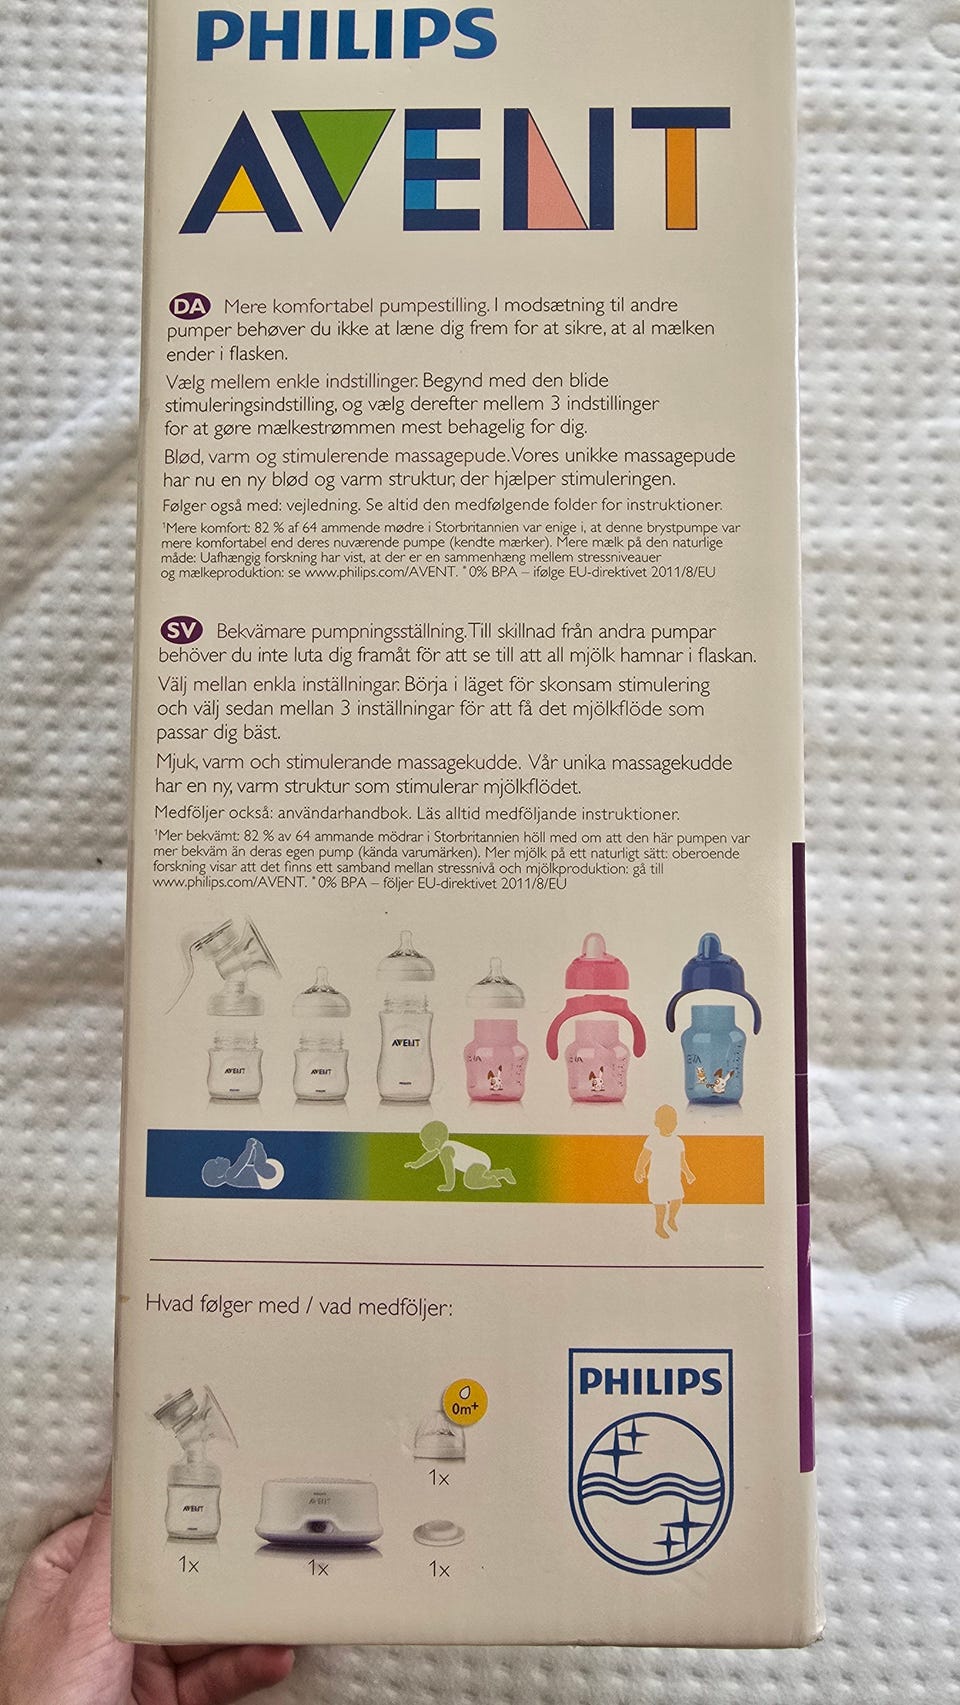 PHILIPS
AVENT
DA Mere komfortabel pumpestilling. I modsætning til andre
pumper behøver du ikke at læne dig frem for at sikre, at al mælken
ender i flasken.
Vælg mellem enkle indstillinger. Begynd med den blide
stimuleringsindstilling, og vælg derefter mellem 3 indstillinger
for at gøre mælkestrømmen mest behagelig for dig.
Blød, varm og stimulerende massagepude. Vores unikke massagepude
har nu en ny blød og varm struktur, der hjælper stimuleringen.
Følger også med: vejledning. Se altid den medfølgende folder for instruktioner.
¹Mere komfort: 82 % af 64 ammende mødre i Storbritannien var enige i, at denne brystpumpe var
mere komfortabel end deres nuværende pumpe (kendte mærker). Mere mælk på den naturlige
måde: Uafhængig forskning har vist, at der er en sammenhæng mellem stressniveauer
og mælkeproduktion: se www.philips.com/AVENT. *0% BPA – ifølge EU-direktivet 2011/8/EU
SV Bekvämare pumpningsställning. Till skillnad från andra pumpar
behöver du inte luta dig framåt för att se till att all mjölk hamnar i flaskan.
Välj mellan enkla inställningar. Börja i läget för skonsam stimulering
och välj sedan mellan 3 inställningar för att få det mjölkflöde som
passar dig bäst.
Mjuk, varm och stimulerande massagekudde. Vår unika massagekudde
har en ny, varm struktur som stimulerar mjölkflödet.
Medföljer också: användarhandbok. Läs alltid medföljande instruktioner.
¹Mer bekvämt: 82 % av 64 ammande mödrar i Storbritannien höll med om att den här pumpen var
mer bekväm än deras egen pump (kända varumärken). Mer mjölk på ett naturligt sätt: oberoende
forskning visar att det finns ett samband mellan stressnivå och mjölkproduktion: gå till
www.philips.com/AVENT. *0% BPA – följer EU-direktivet 2011/8/EU
AVENT
AVENT
AVENT
Hvad følger med / vad medföljer:
0m+
PHILIPS
1x
AVENT
AVENT
1x
1x
1x